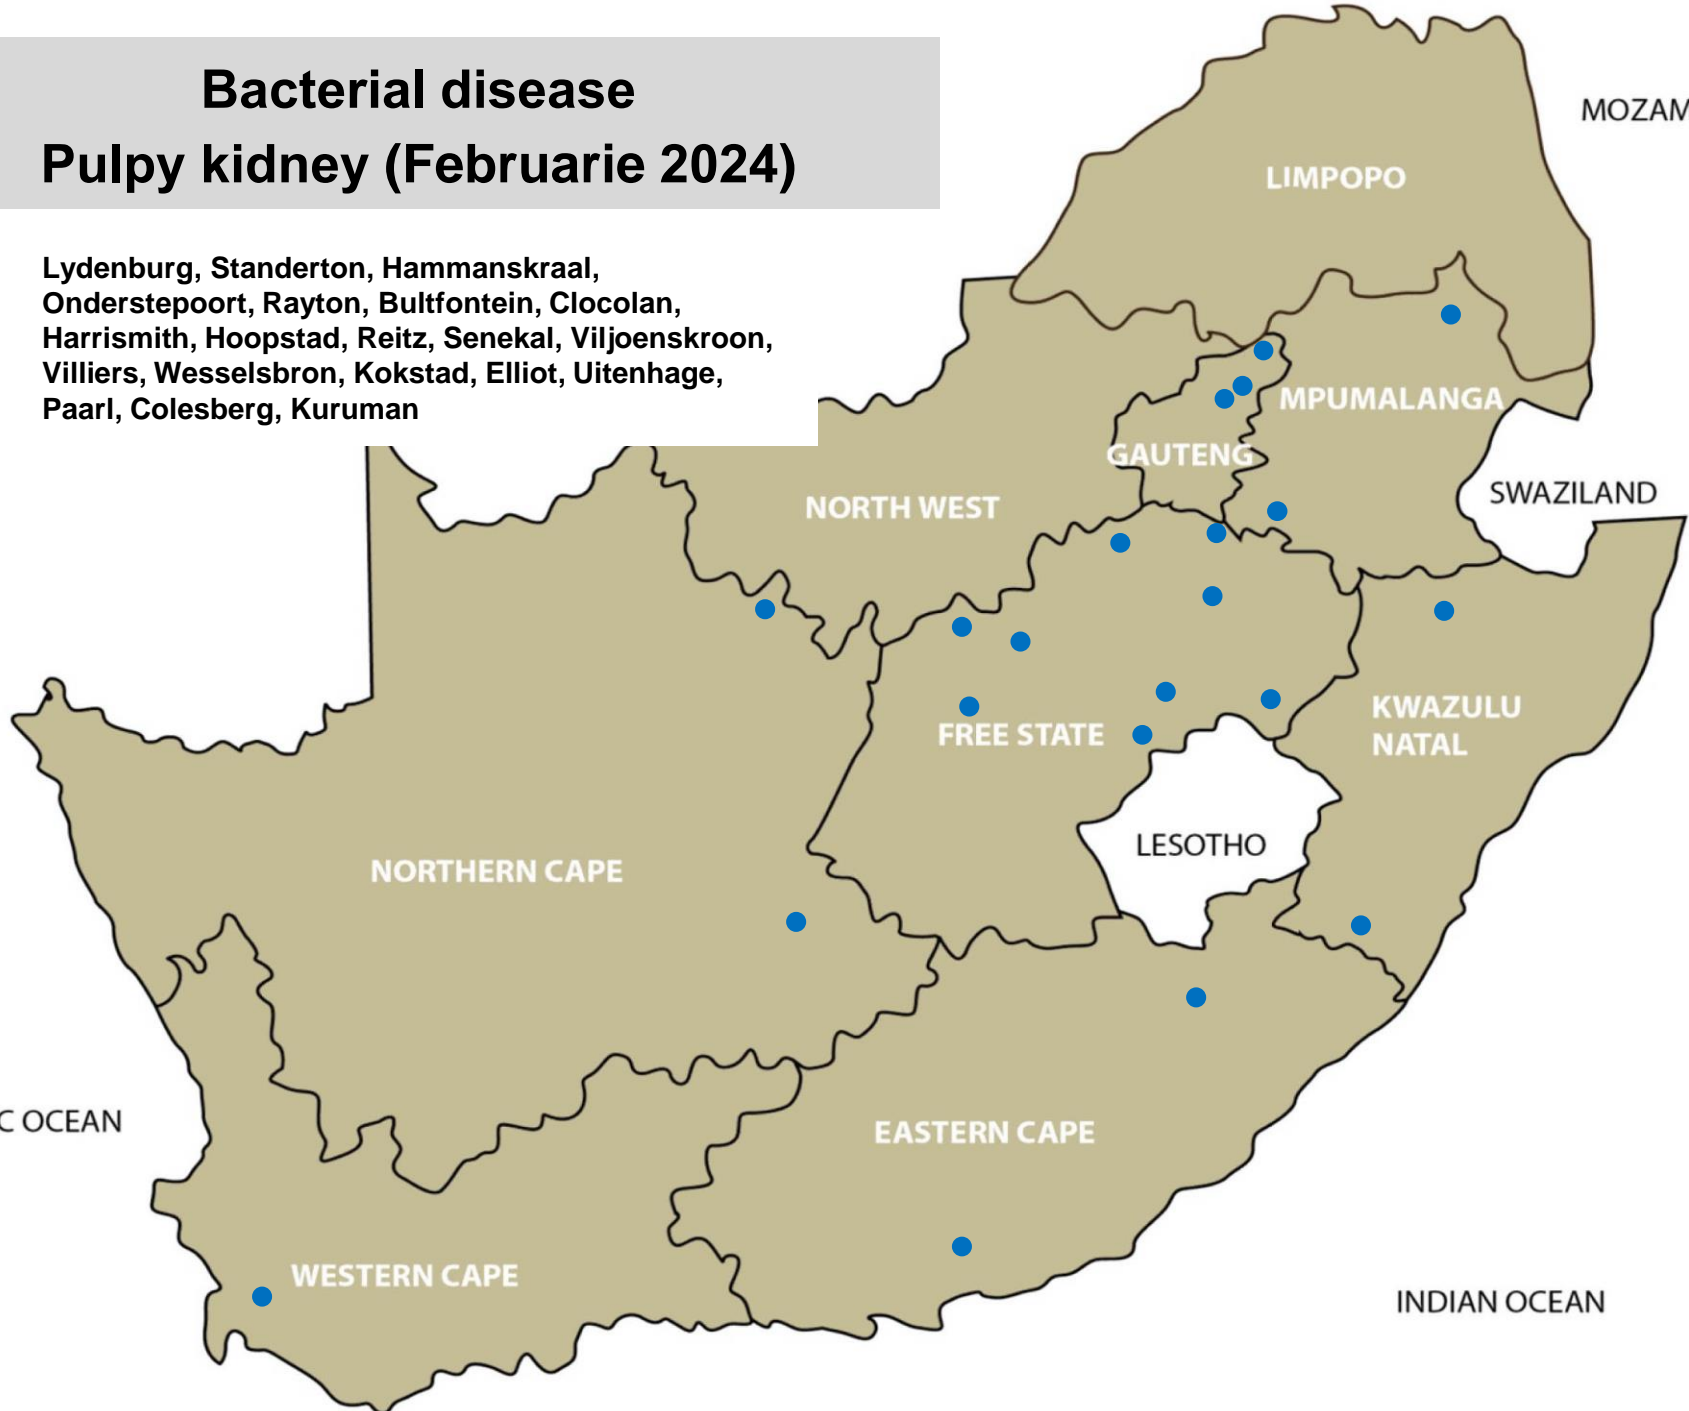 Bacterial disease
Pulpy kidney (Februarie 2024)
Lydenburg, Standerton, Hammanskraal,
Onderstepoort, Rayton, Bultfontein, Clocolan,
Harrismith, Hoopstad, Reitz, Senekal, Viljoenskroon,
Villiers, Wesselsbron, Kokstad, Elliot, Uitenhage,
Paarl, Colesberg, Kuruman
MOZAM
LIMPOPO
MPUMALANGA
GAUTENG
SWAZILAND
NORTH WEST
KWAZULU
NATAL
FREE STATE
LESOTHO
NORTHERN CAPE
C OCEAN
EASTERN CAPE
WESTERN CAPE
INDIAN OCEAN